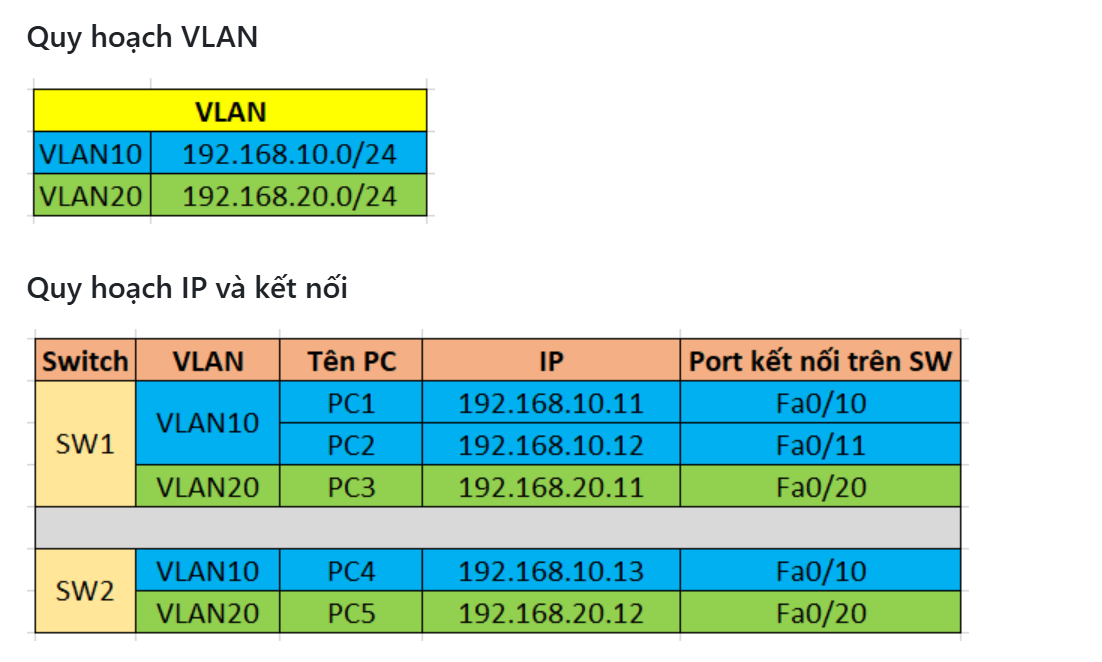 Quy hoạch VLAN
VLAN
VLAN10 192.168.10.0/24
VLAN20 192.168.20.0/24
Quy hoạch IP và kết nối
Switch VLAN Tên PC IP Port kết nối trên SW
SW1 VLAN10 PC1 192.168.10.11 Fa0/10
PC2 192.168.10.12 Fa0/11
VLAN20 PC3 192.168.20.11 Fa0/20
SW2 VLAN10 PC4 192.168.10.13 Fa0/10
VLAN20 PC5 192.168.20.12 Fa0/20